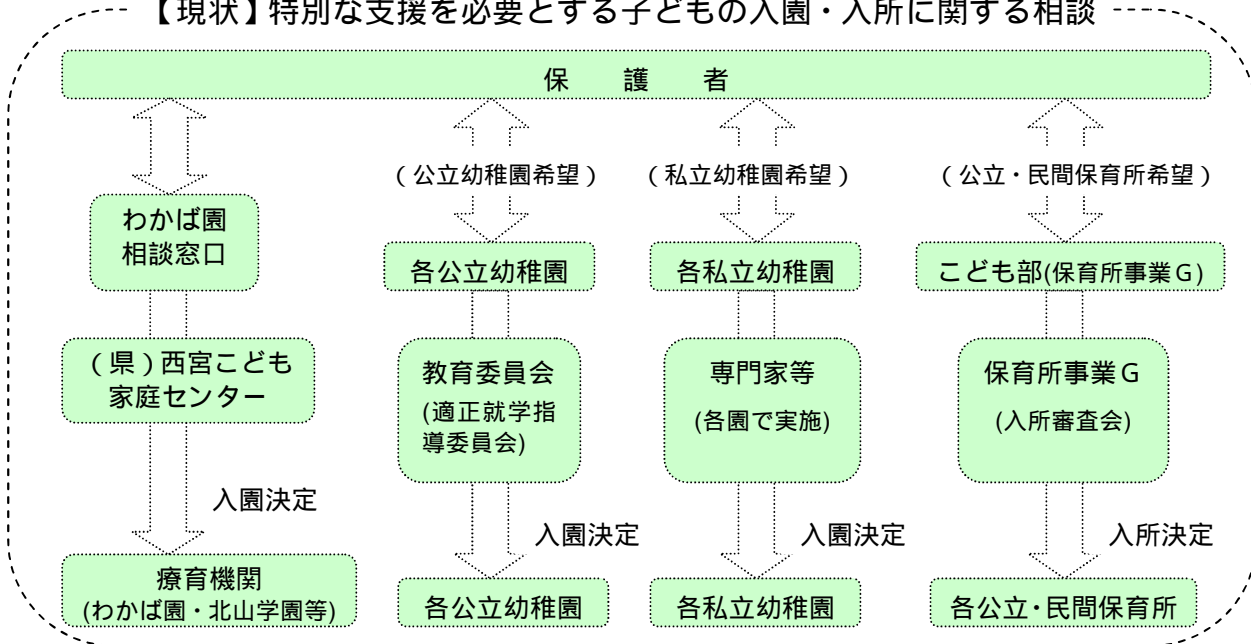 【現状】特別な支援を必要とする子どもの入園・入所に関する相談
保　護　者
(公立幼稚園希望)
(私立幼稚園希望)
(公立・民間保育所希望)
わかば園
相談窓口
各公立幼稚園
各私立幼稚園
こども部(保育所事業G)
(県)西宮こども
家庭センター
教育委員会
(適正就学指
導委員会)
専門家等
(各園で実施)
保育所事業G
(入所審査会)
入園決定
入園決定
入園決定
入所決定
療育機関
(わかば園・北山学園等)
各公立幼稚園
各私立幼稚園
各公立・民間保育所